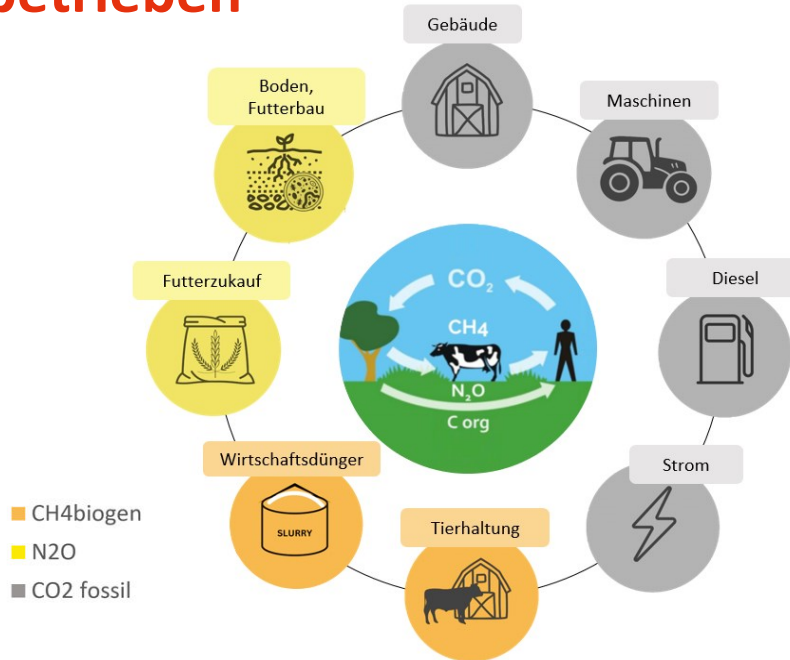 betrieben
Gebäude
Boden,
Futterbau
Maschinen
Futterzukauf
Diesel
CO₂
CH4
N₂O
C org
Wirtschaftsdünger
SLURRY
Strom
Tierhaltung
CH4biogen
N2O
CO2 fossil